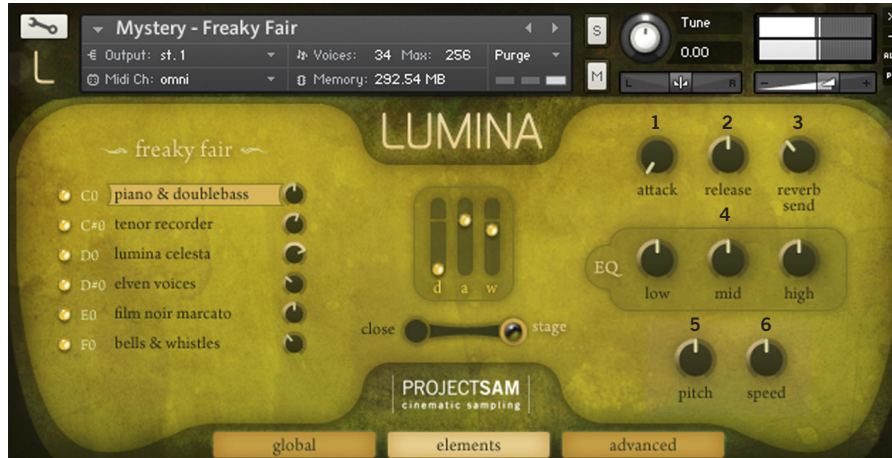 Mystery - Freaky Fair
Output: st.1
Voices: 34 Max: 256
Purge
Midi Ch: omni
Memory: 292.54 MB
S
M
Tune
0.00
L R
- +
L
LUMINA
freaky fair
C0 piano & doublebass
C#0 tenor recorder
D0 lumina celesta
D#0 elven voices
E0 film noir marcato
F0 bells & whistles
d a w
close stage
1 2 3
attack release reverb send
4
EQ
low mid high
5 6
pitch speed
PROJECTSAM
cinematic sampling
global elements advanced